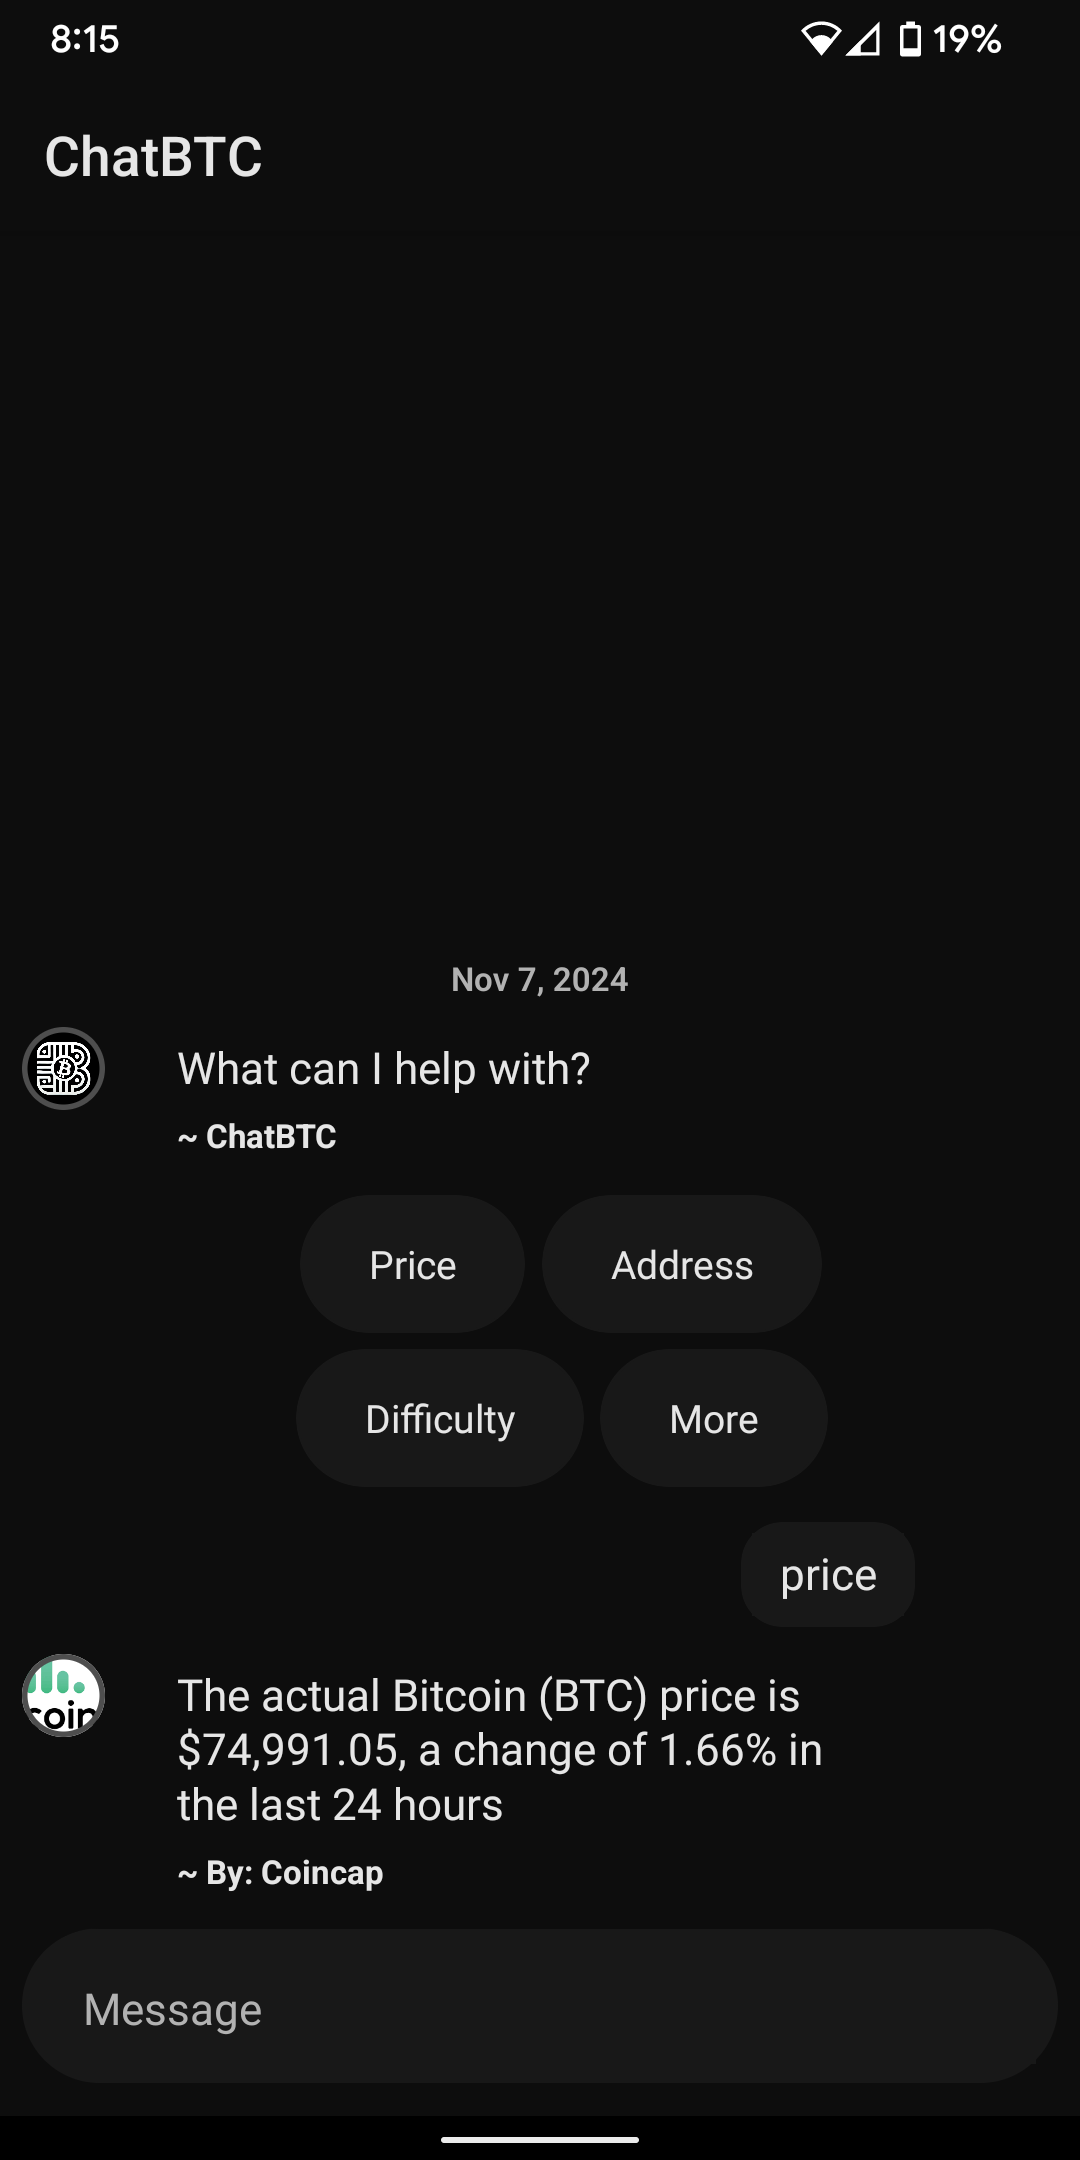 8:15
19%
ChatBTC
Nov 7, 2024
What can I help with?
~ ChatBTC
Price
Address
Difficulty
More
price
coin
The actual Bitcoin (BTC) price is
$74,991.05, a change of 1.66% in
the last 24 hours
~ By: Coincap
Message